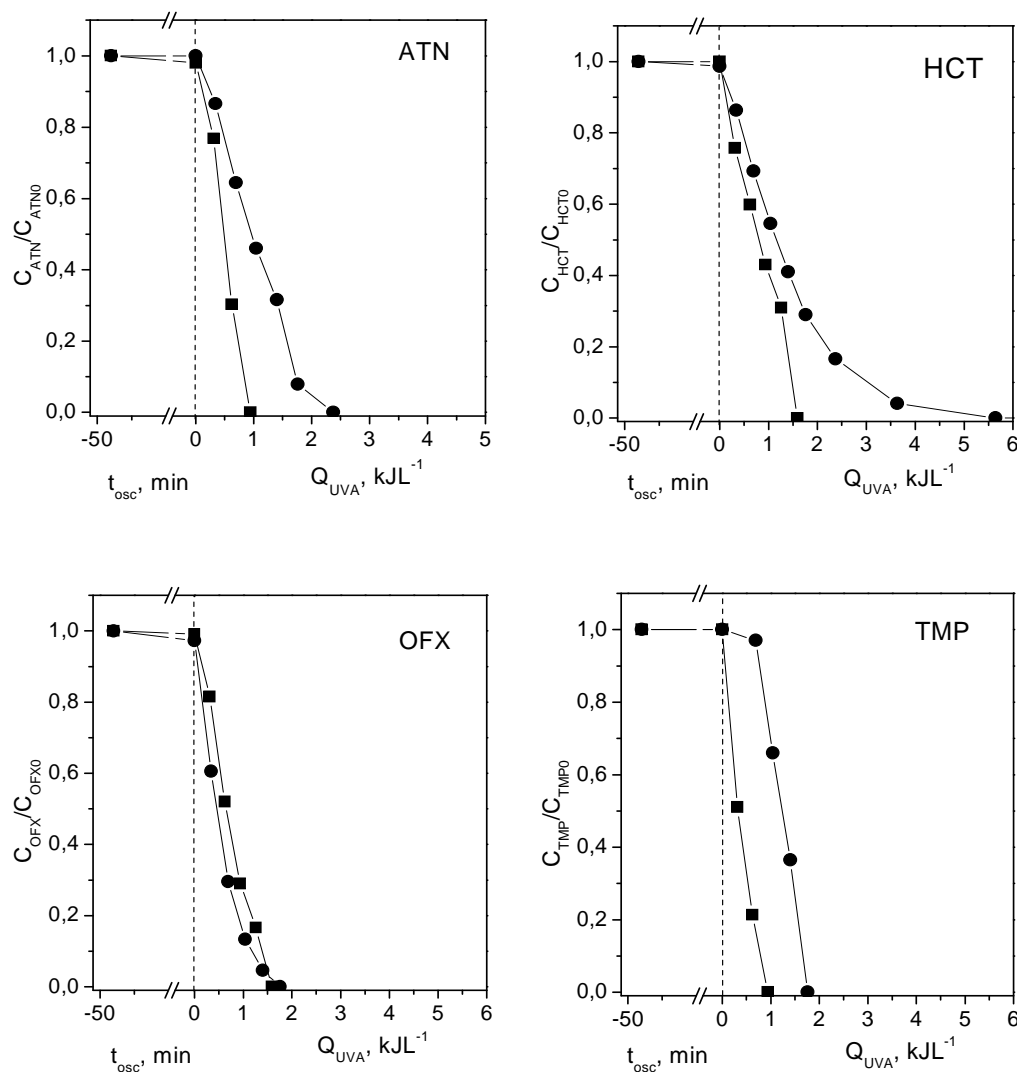 ATN
1,0
0,8
0,6
0,4
0,2
0,0
C_ATN/C_ATN0
-50 0 1 2 3 4 5
t_osc, min Q_UVA, kJL^-1
HCT
1,0
0,8
0,6
0,4
0,2
0,0
C_HCT/C_HCT0
-50 0 1 2 3 4 5 6
t_osc, min Q_UVA, kJL^-1
OFX
1,0
0,8
0,6
0,4
0,2
0,0
C_OFX/C_OFX0
-50 0 1 2 3 4 5 6
t_osc, min Q_UVA, kJL^-1
TMP
1,0
0,8
0,6
0,4
0,2
0,0
C_TMP/C_TMP0
-50 0 1 2 3 4 5 6
t_osc, min Q_UVA, kJL^-1